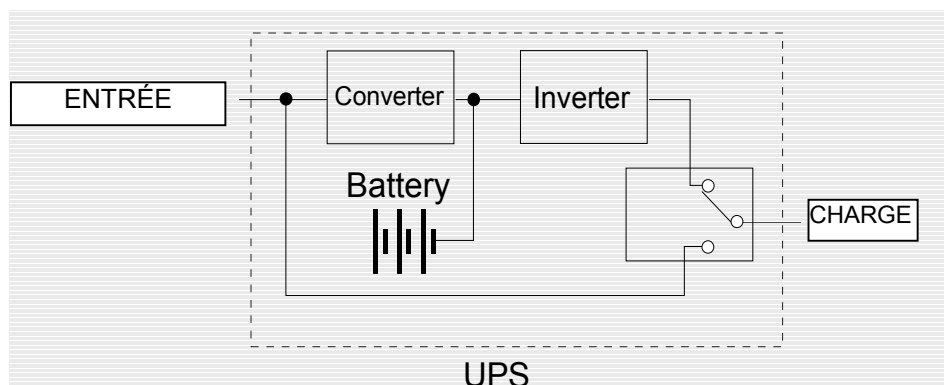 ENTRÉE
Converter
Inverter
Battery
CHARGE
UPS